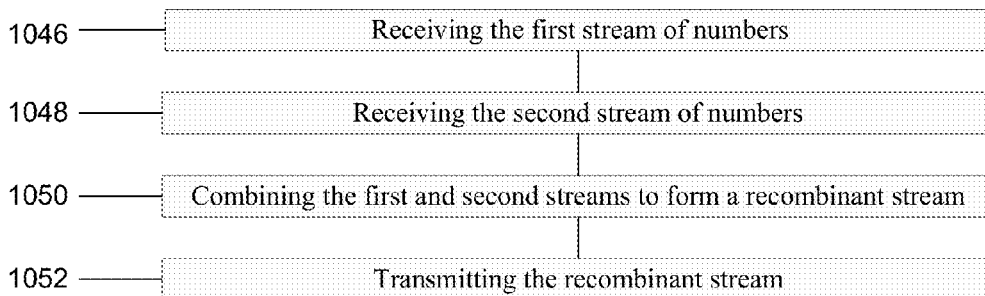 1046 Receiving the first stream of numbers
1048 Receiving the second stream of numbers
1050 Combining the first and second streams to form a recombinant stream
1052 Transmitting the recombinant stream